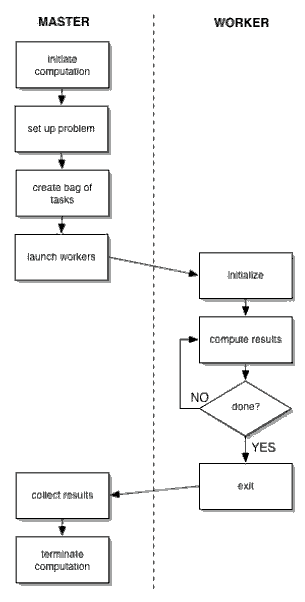 MASTER
WORKER
initiate
computation
set up problem
create bag of
tasks
launch workers
initialize
compute results
done?
NO
YES
exit
collect results
terminate
computation